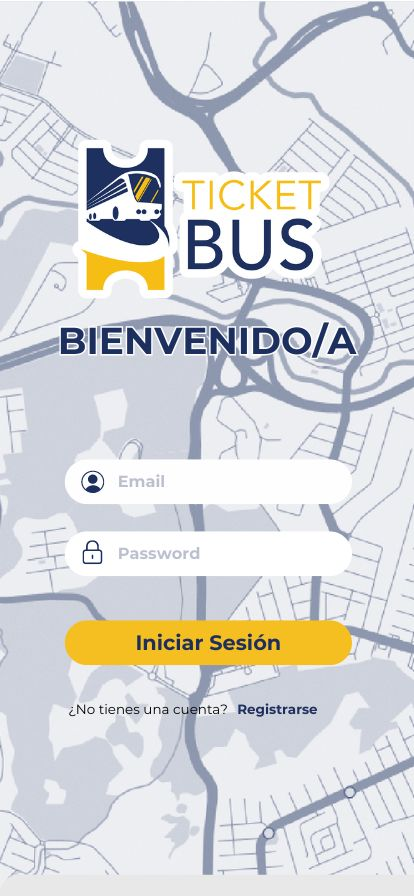 TICKET
BUS
BIENVENIDO/A
Email
Password
Iniciar Sesión
¿No tienes una cuenta? Registrarse